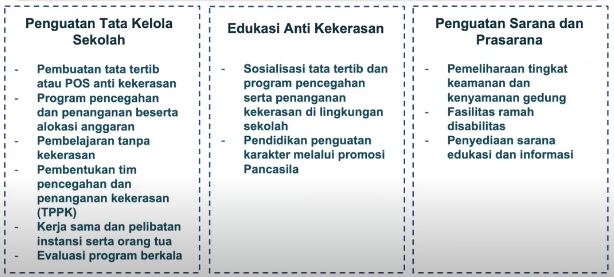 Penguatan Tata Kelola
Sekolah
- Pembuatan tata tertib
atau POS anti kekerasan
- Program pencegahan
dan penanganan beserta
alokasi anggaran
- Pembelajaran tanpa
kekerasan
- Pembentukan tim
pencegahan dan
penanganan kekerasan
(TPPK)
- Kerja sama dan pelibatan
instansi serta orang tua
- Evaluasi program berkala
Edukasi Anti Kekerasan
- Sosialisasi tata tertib dan
program pencegahan
serta penanganan
kekerasan di lingkungan
sekolah
- Pendidikan penguatan
karakter melalui promosi
Pancasila
Penguatan Sarana dan
Prasarana
- Pemeliharaan tingkat
keamanan dan
kenyamanan gedung
- Fasilitas ramah
disabilitas
- Penyediaan sarana
edukasi dan informasi